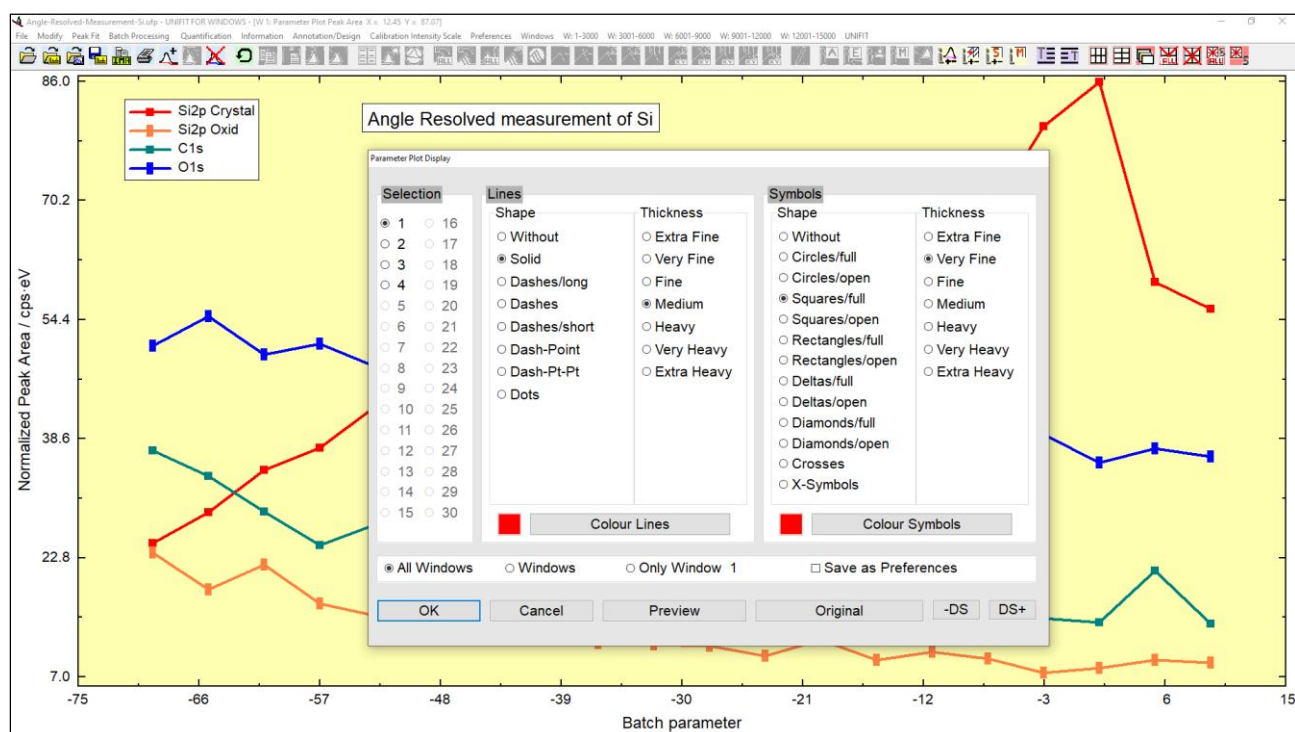 Angle-Resolved-Measurement-Si.ufp - UNIFIT FOR WINDOWS - [W 1: Parameter Plot Peak Area X = 12.45 Y = 87.07]
File Modify Peak Fit Batch Processing Quantification Information Annotation/Design Calibration Intensity Scale Preferences Windows W: 1-3000 W: 3001-6000 W: 6001-9000 W: 9001-12000 W: 12001-15000 UNIFIT
86.0
70.2
54.4
38.6
22.8
7.0
Normalized Peak Area / cps·eV
Si2p Crystal
Si2p Oxid
C1s
O1s
Angle Resolved measurement of Si
Parameter Plot Display
Selection
1 16
2 17
3 18
4 19
5 20
6 21
7 22
8 23
9 24
10 25
11 26
12 27
13 28
14 29
15 30
Lines
Shape
Without
Solid
Dashes/long
Dashes
Dashes/short
Dash-Point
Dash-Pt-Pt
Dots
Thickness
Extra Fine
Very Fine
Fine
Medium
Heavy
Very Heavy
Extra Heavy
Colour Lines
Symbols
Shape
Without
Circles/full
Circles/open
Squares/full
Squares/open
Rectangles/full
Rectangles/open
Deltas/full
Deltas/open
Diamonds/full
Diamonds/open
Crosses
X-Symbols
Thickness
Extra Fine
Very Fine
Fine
Medium
Heavy
Very Heavy
Extra Heavy
Colour Symbols
All Windows Windows Only Window 1 Save as Preferences
OK Cancel Preview Original -DS DS+
-75 -66 -57 -48 -39 -30 -21 -12 -3 6 15
Batch parameter